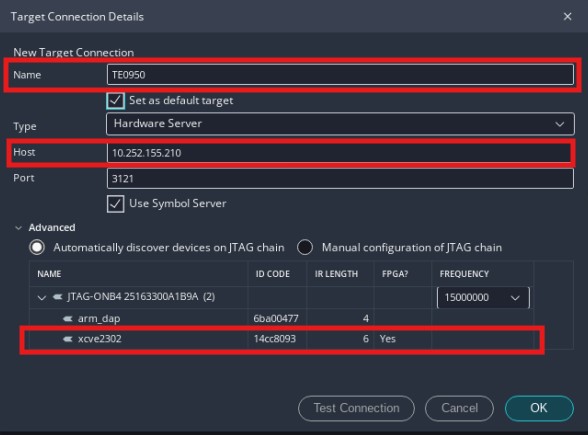 Target Connection Details
New Target Connection
Name TE0950
Set as default target
Type Hardware Server
Host 10.252.155.210
Port 3121
Use Symbol Server
Advanced
Automatically discover devices on JTAG chain Manual configuration of JTAG chain
NAME ID CODE IR LENGTH FPGA? FREQUENCY
JTAG-ONB4 25163300A1B9A (2) 15000000
arm_dap 6ba00477 4
xcve2302 14cc8093 6 Yes
Test Connection Cancel OK